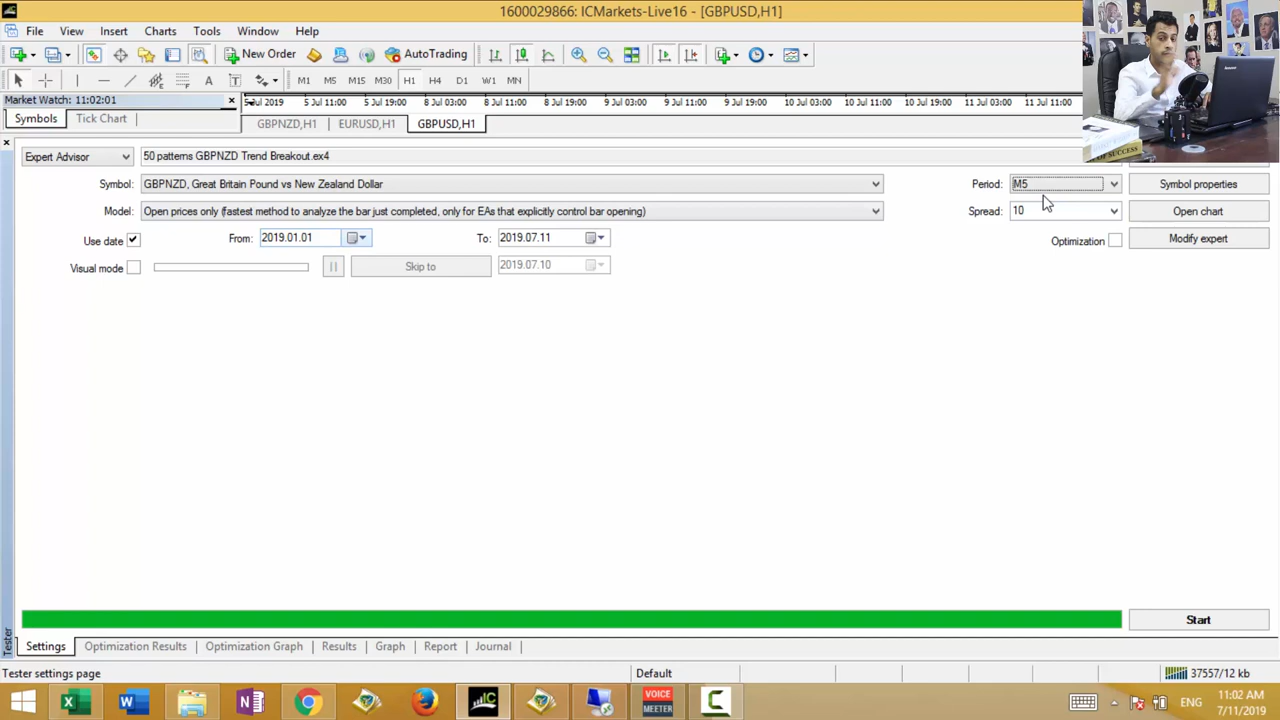 1600029866: ICMarkets-Live16 - [GBPUSD,H1]
File View Insert Charts Tools Window Help
New Order AutoTrading
A T M1 M5 M15 M30 H1 H4 D1 W1 MN
Market Watch: 11:02:01
Symbols Tick Chart
5 Jul 2019 5 Jul 11:00 5 Jul 19:00 8 Jul 03:00 8 Jul 11:00 8 Jul 19:00 9 Jul 03:00 9 Jul 11:00 9 Jul 19:00 10 Jul 03:00 10 Jul 11:00 10 Jul 19:00 11 Jul 03:00 11 Jul 11:00
GBPNZD,H1 EURUSD,H1 GBPUSD,H1
Expert Advisor 50 patterns GBPNZD Trend Breakout.ex4
Symbol: GBPNZD, Great Britain Pound vs New Zealand Dollar Period: M5 Symbol properties
Model: Open prices only (fastest method to analyze the bar just completed, only for EAs that explicitly control bar opening) Spread: 10 Open chart
Use date From: 2019.01.01 To: 2019.07.11 Optimization Modify expert
Visual mode Skip to 2019.07.10
Start
Tester
Settings Optimization Results Optimization Graph Results Graph Report Journal
Tester settings page Default 37557/12 kb
VOICE
MEETER
ENG
11:02 AM
7/11/2019
OF SUCCESS